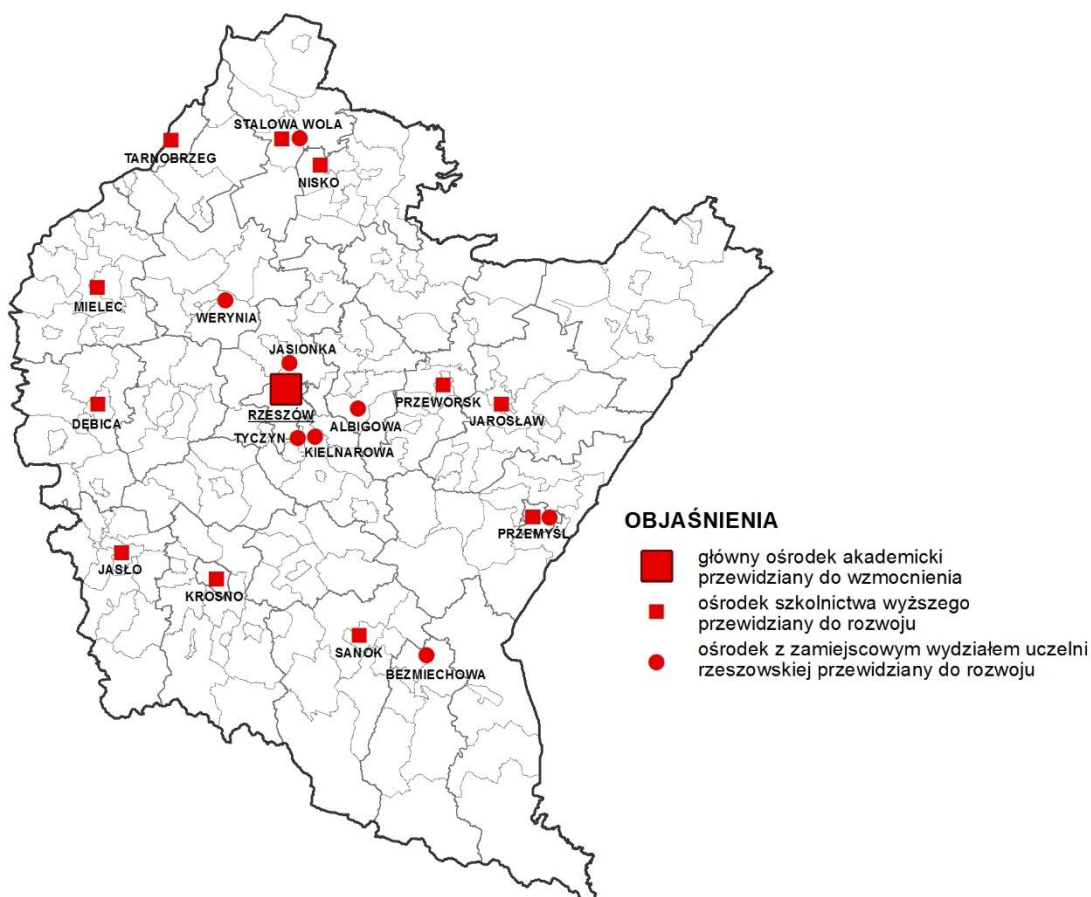 STALOWA WOLA
TARNOBRZEG
NISKO
MIELEC
WERYNIA
JASIONKA
RZESZÓW
PRZEWORSK
JAROSŁAW
DĘBICA
ALBIGOWA
TYCZYN
KIELNAROWA
PRZEMYŚL
JASŁO
KROSNO
SANOK
BEZMIECHOWA
OBJAŚNIENIA
główny ośrodek akademicki
przewidziany do wzmocnienia
ośrodek szkolnictwa wyższego
przewidziany do rozwoju
ośrodek z zamiejscowym wydziałem uczelni
rzeszowskiej przewidziany do rozwoju